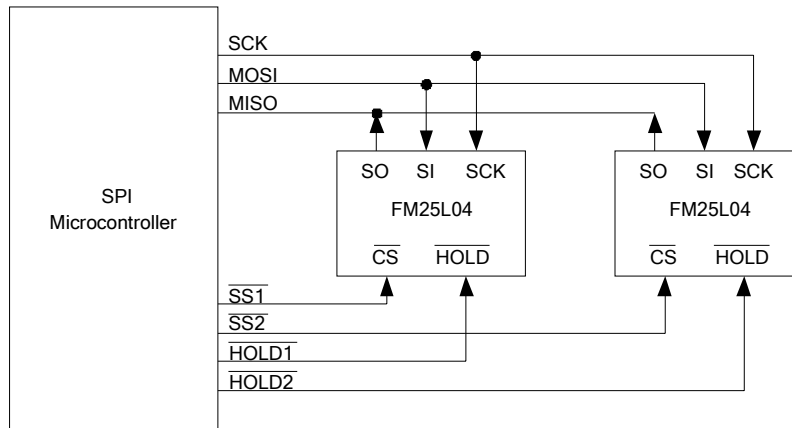 SCK
MOSI
MISO
SO SI SCK
SO SI SCK
SPI
Microcontroller
FM25L04
FM25L04
CS HOLD
CS HOLD
SS1
SS2
HOLD1
HOLD2